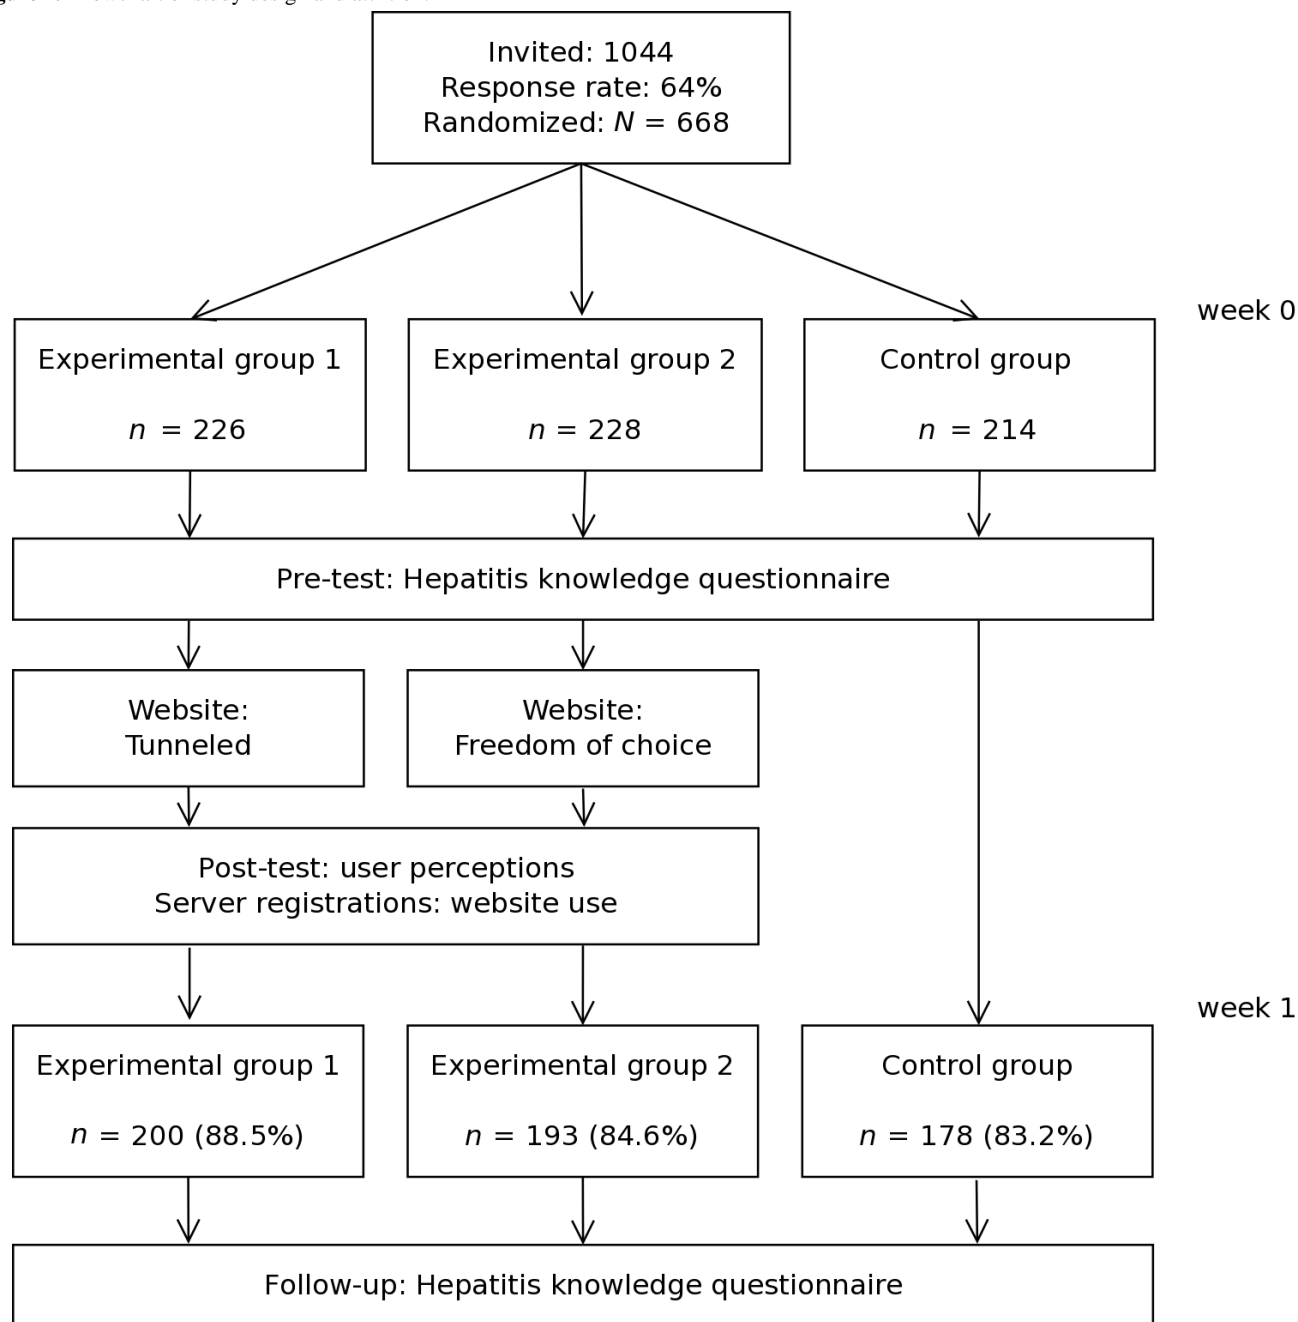 Invited: 1044
Response rate: 64%
Randomized: N = 668
week 0
Experimental group 1
n = 226
Experimental group 2
n = 228
Control group
n = 214
Pre-test: Hepatitis knowledge questionnaire
Website:
Tunneled
Website:
Freedom of choice
Post-test: user perceptions
Server registrations: website use
week 1
Experimental group 1
n = 200 (88.5%)
Experimental group 2
n = 193 (84.6%)
Control group
n = 178 (83.2%)
Follow-up: Hepatitis knowledge questionnaire